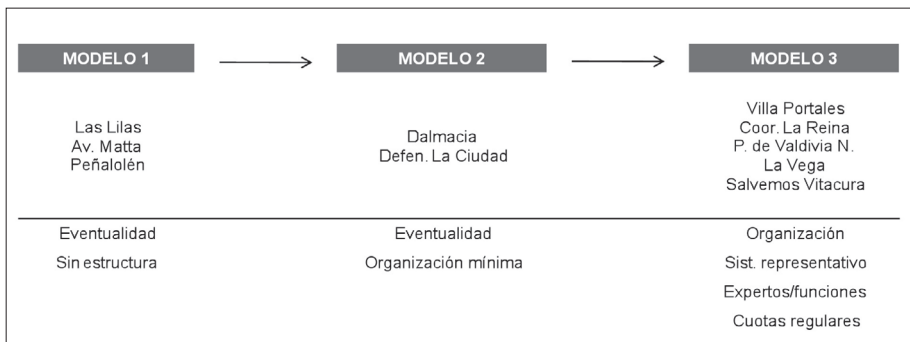 MODELO 1
MODELO 2
MODELO 3
Las Lilas
Av. Matta
Peñalolén
Dalmacia
Defen. La Ciudad
Villa Portales
Coor. La Reina
P. de Valdivia N.
La Vega
Salvemos Vitacura
Eventualidad
Sin estructura
Eventualidad
Organización mínima
Organización
Sist. representativo
Expertos/funciones
Cuotas regulares